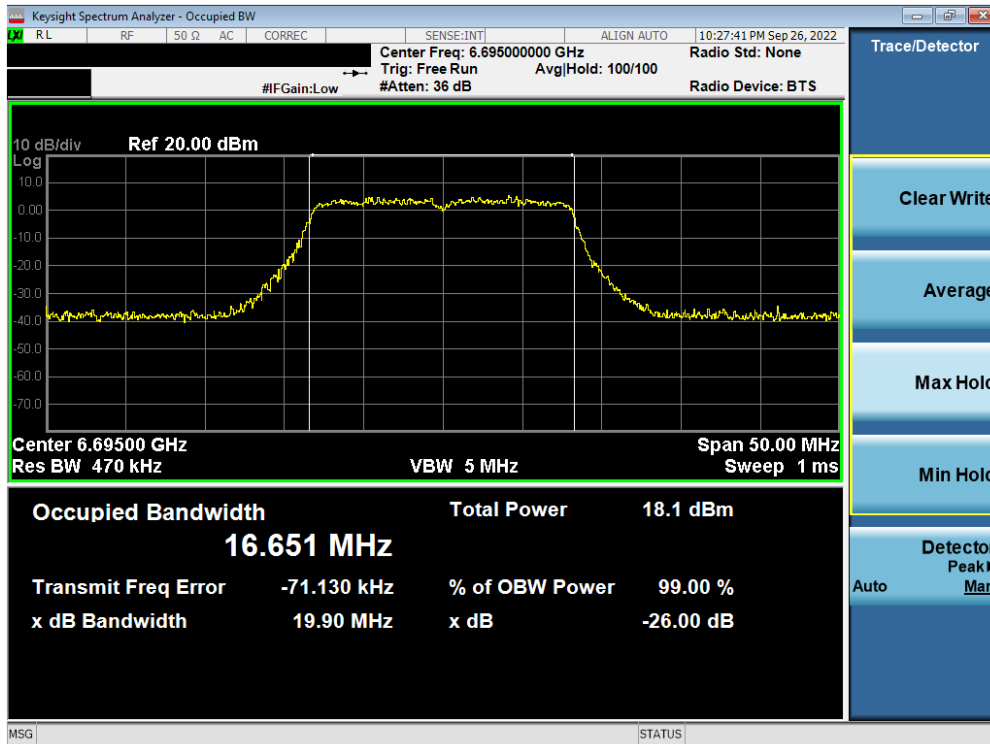 Keysight Spectrum Analyzer - Occupied BW
LXI RL RF 50 Ω AC CORREC SENSE:INT ALIGN AUTO 10:27:41 PM Sep 26, 2022
Center Freq: 6.695000000 GHz Radio Std: None
Trig: Free Run Avg|Hold: 100/100
#IFGain:Low #Atten: 36 dB Radio Device: BTS
10 dB/div Ref 20.00 dBm
Log
10.0
0.00
-10.0
-20.0
-30.0
-40.0
-50.0
-60.0
-70.0
Center 6.69500 GHz Span 50.00 MHz
Res BW 470 kHz VBW 5 MHz Sweep 1 ms
Occupied Bandwidth Total Power 18.1 dBm
16.651 MHz
Transmit Freq Error -71.130 kHz % of OBW Power 99.00 %
x dB Bandwidth 19.90 MHz x dB -26.00 dB
MSG STATUS
Trace/Detector
Clear Write
Average
Max Hold
Min Hold
Detector
Peak
Auto Man